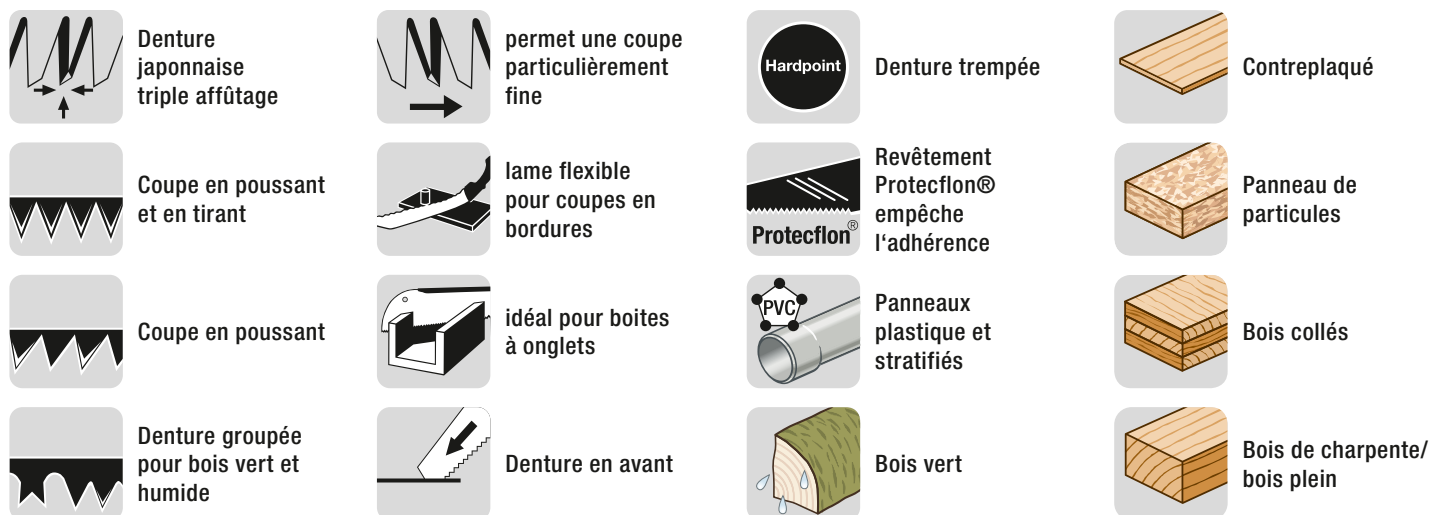 Denture
japonnaise
triple affûtage
Coupe en poussant
et en tirant
Coupe en poussant
Denture groupée
pour bois vert et
humide
permet une coupe
particulièrement
fine
lame flexible
pour coupes en
bordures
idéal pour boites
à onglets
Denture en avant
Hardpoint
Denture trempée
Protecflon®
Revêtement
Protecflon®
empêche
l‘adhérence
PVC
Panneaux
plastique et
stratifiés
Bois vert
Contreplaqué
Panneau de
particules
Bois collés
Bois de charpente/
bois plein